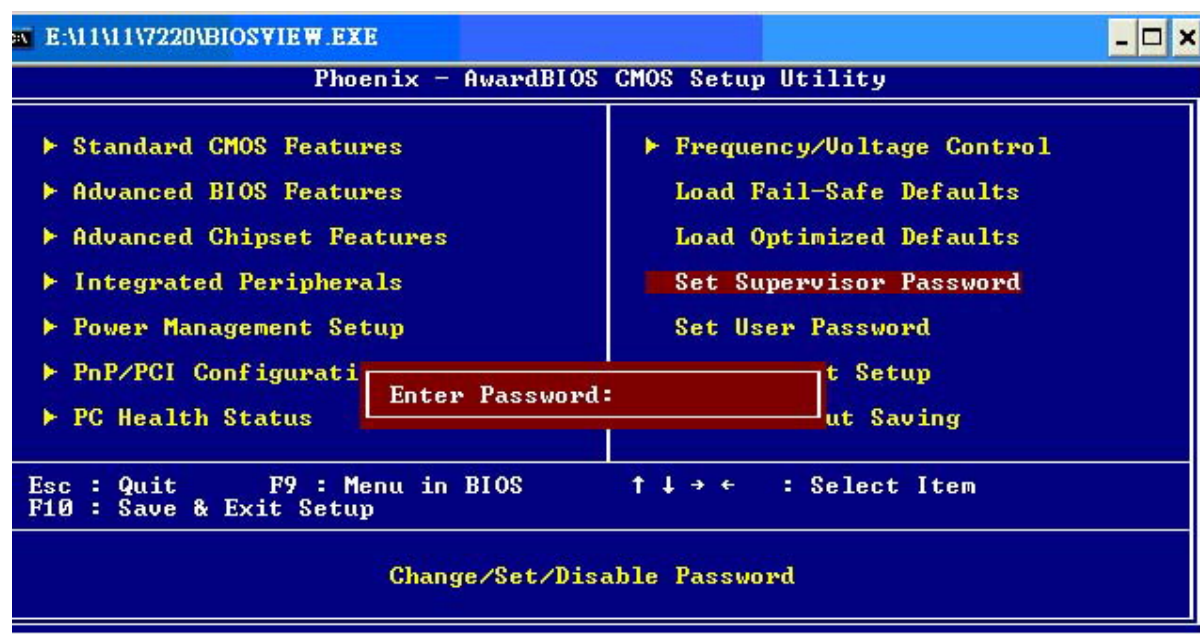 E:\11\11\7220\BIOSVIEW.EXE
Phoenix - AwardBIOS CMOS Setup Utility
Standard CMOS Features
Advanced BIOS Features
Advanced Chipset Features
Integrated Peripherals
Power Management Setup
PnP/PCI Configurati
PC Health Status
Frequency/Voltage Control
Load Fail-Safe Defaults
Load Optimized Defaults
Set Supervisor Password
Set User Password
t Setup
ut Saving
Enter Password:
Esc : Quit F9 : Menu in BIOS ↑ ↓ → ← : Select Item
F10 : Save & Exit Setup
Change/Set/Disable Password